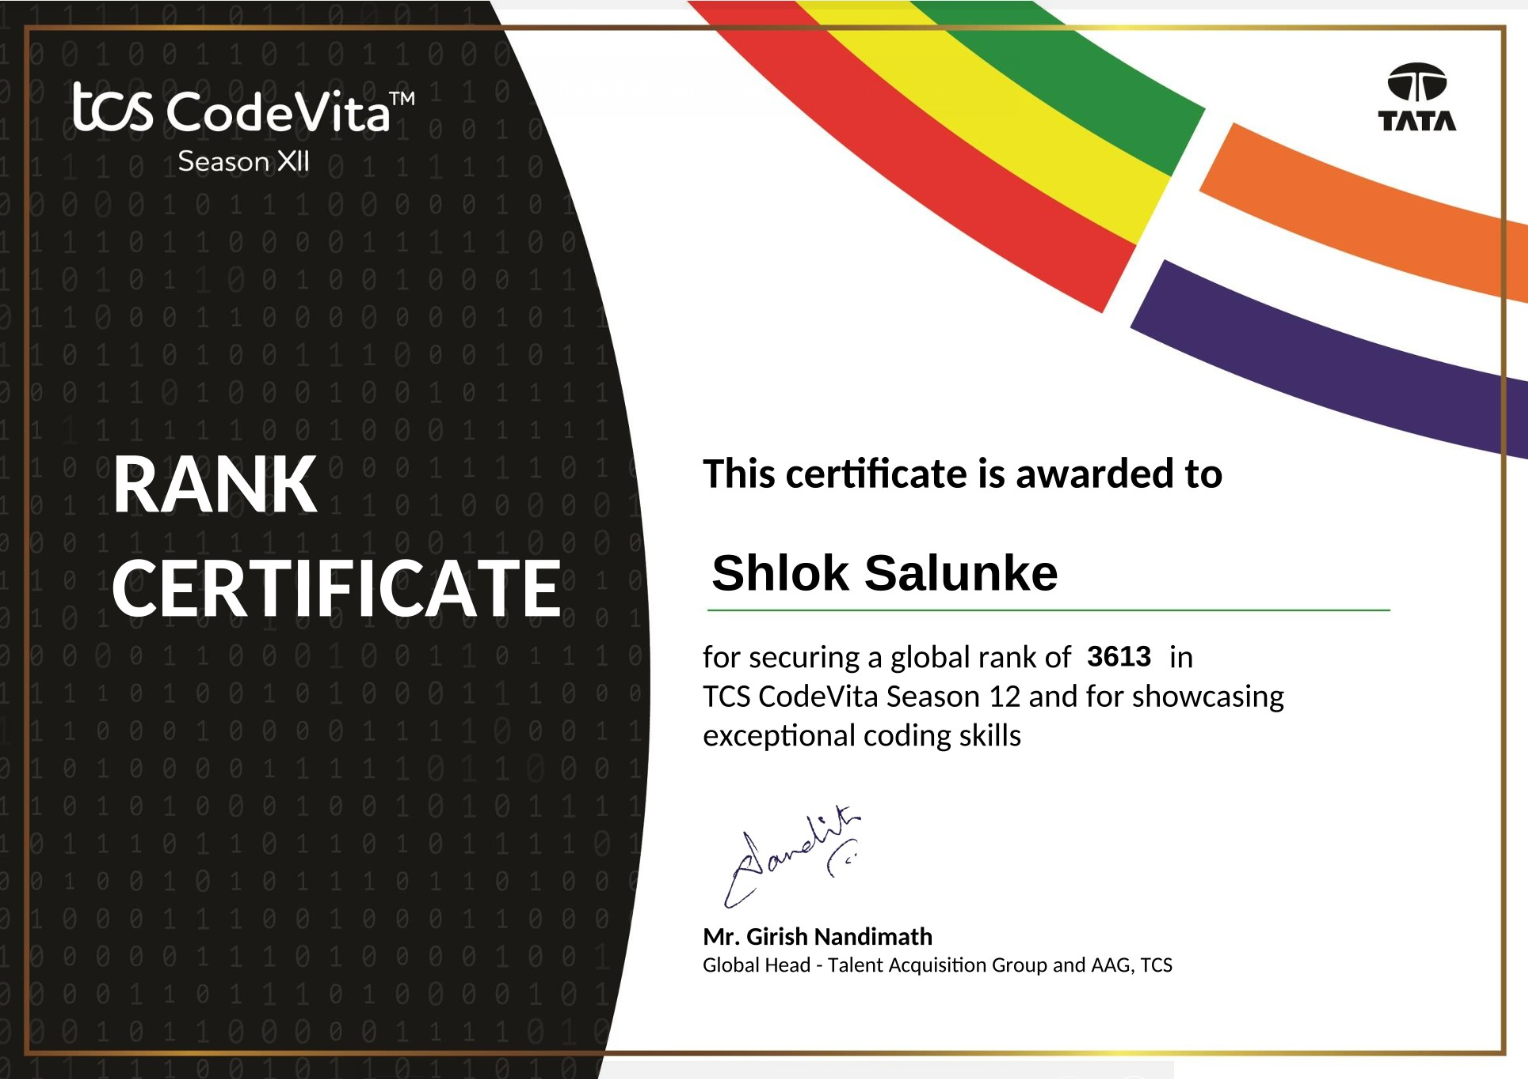 tcs CodeVita™
Season XII
TATA
RANK
CERTIFICATE
This certificate is awarded to
Shlok Salunke
for securing a global rank of 3613 in
TCS CodeVita Season 12 and for showcasing
exceptional coding skills
Mr. Girish Nandimath
Global Head - Talent Acquisition Group and AAG, TCS